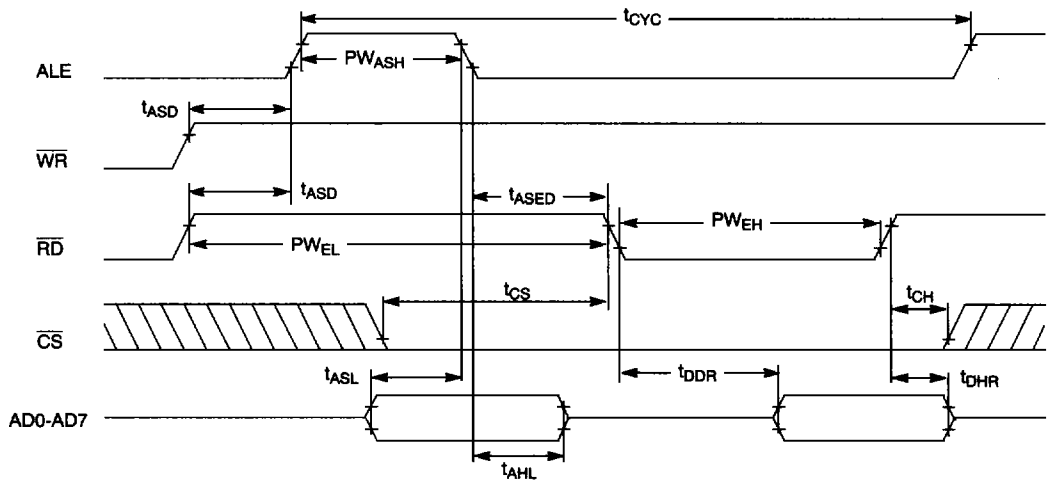 tCYC
ALE
PWASH
tASD
WR
tASD
tASED
RD
PWEL
PWEH
tCS
tCH
CS
tASL
tDDR
tDHR
AD0-AD7
tAHL